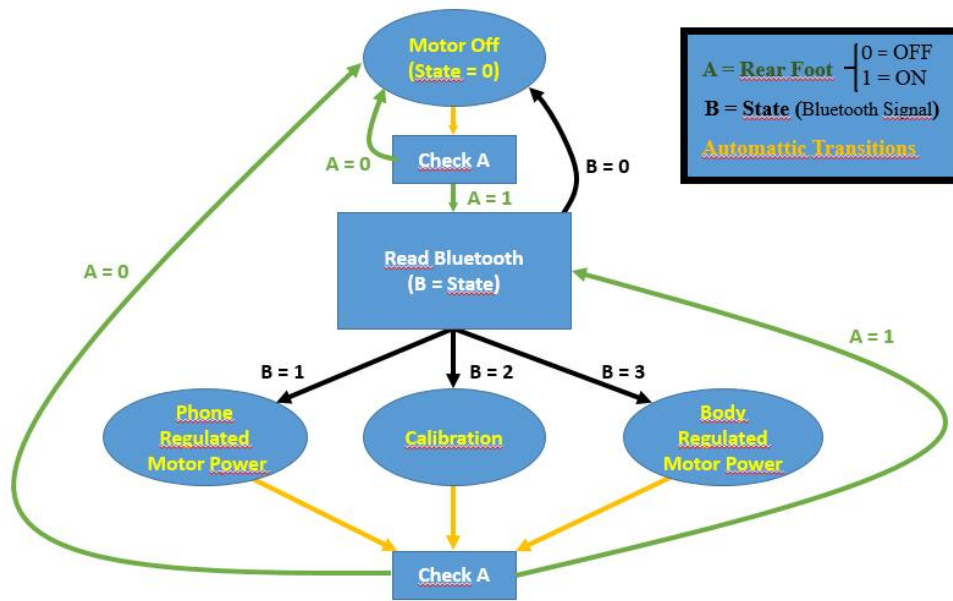 Motor Off
(State = 0)
A = Rear Foot
0 = OFF
1 = ON
B = State (Bluetooth Signal)
Automattic Transitions
A = 0
Check A
B = 0
A = 1
Read Bluetooth
(B = State)
A = 0
A = 1
B = 1
B = 2
B = 3
Phone
Regulated
Motor Power
Calibration
Body
Regulated
Motor Power
Check A